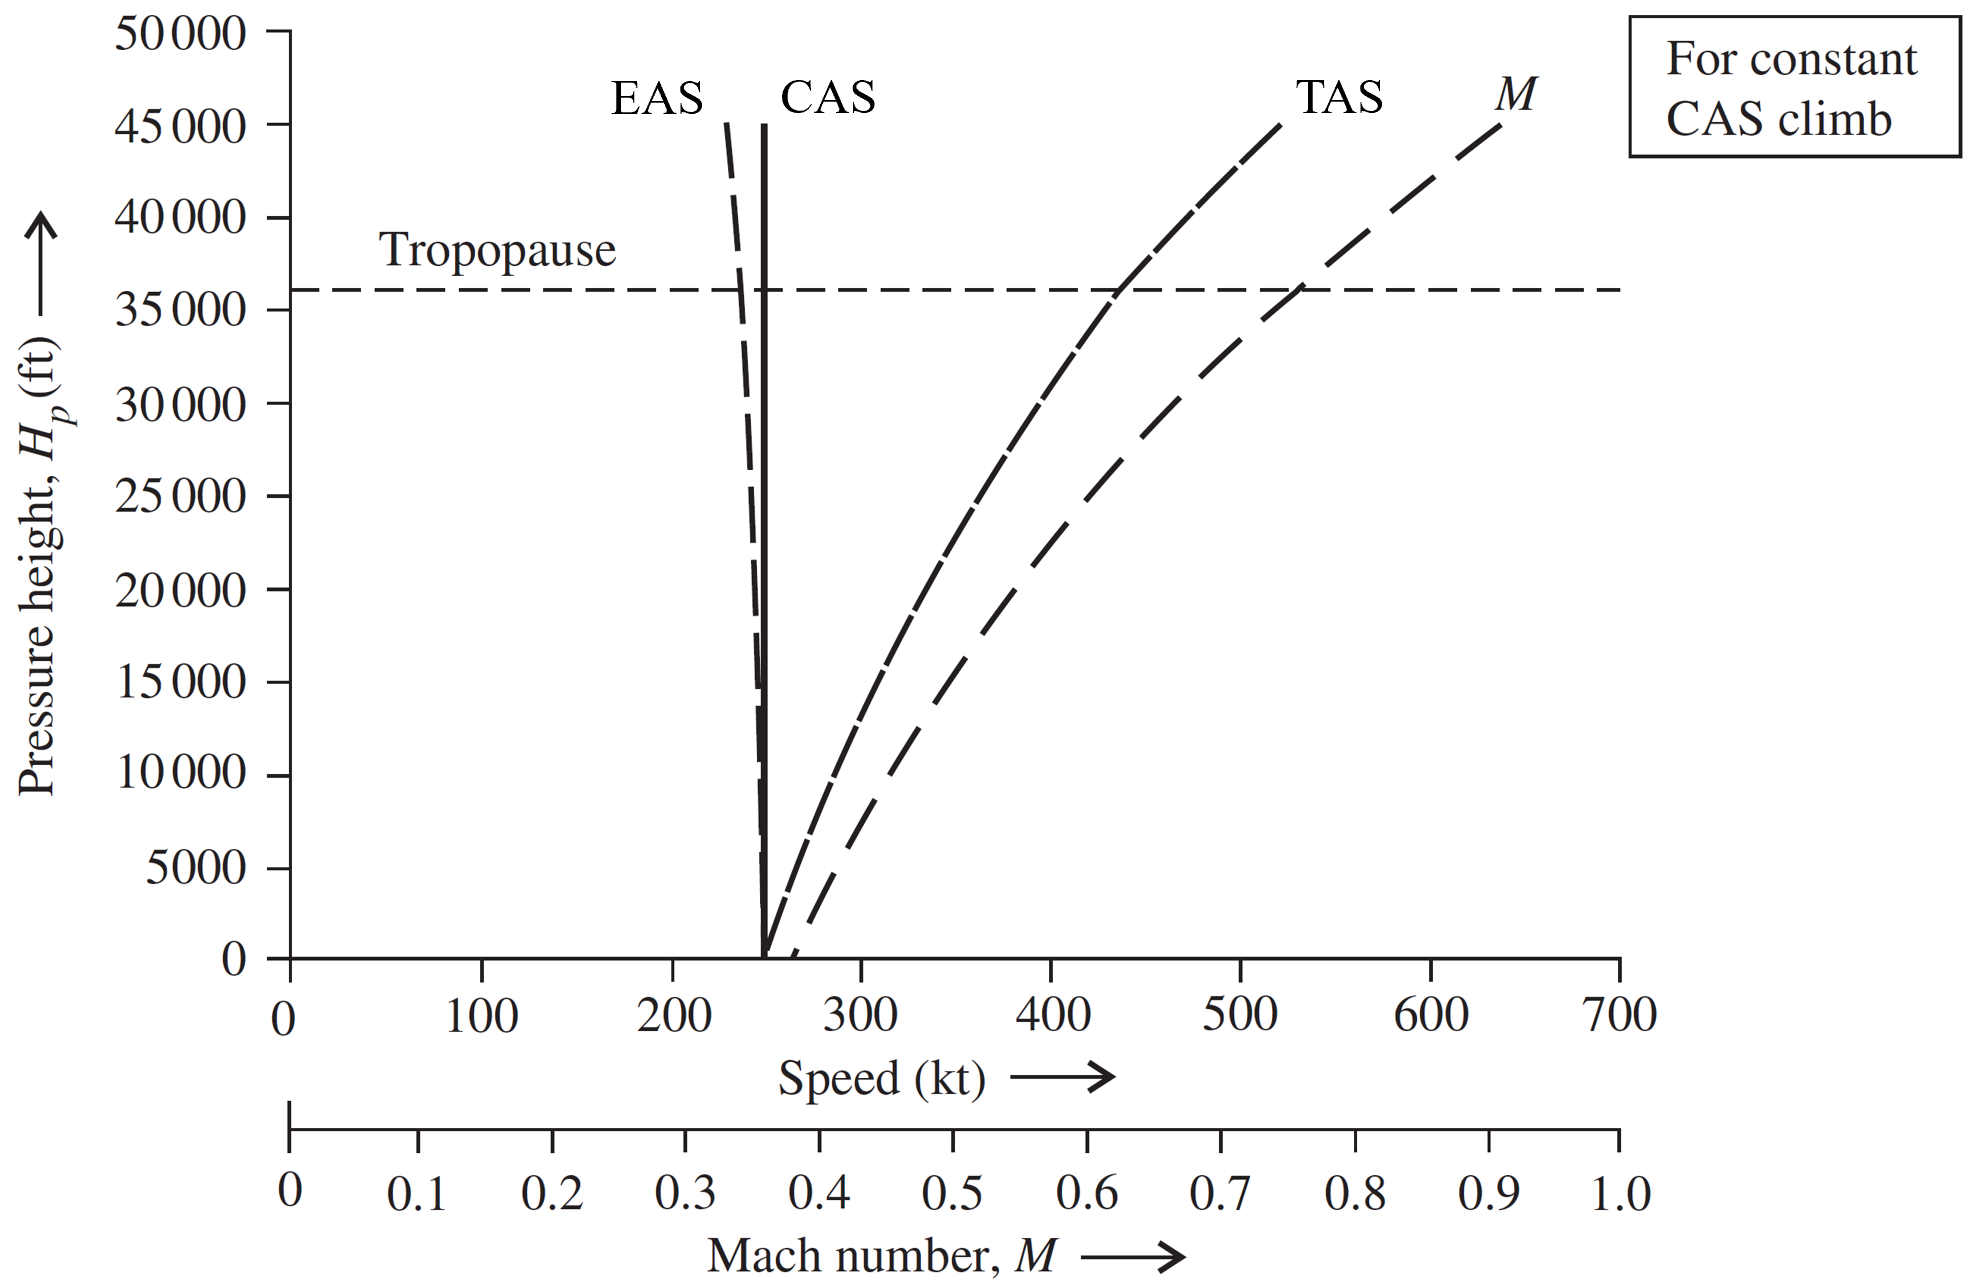 50 000
45 000
40 000
35 000
30 000
25 000
20 000
15 000
10 000
5000
0
Pressure height, Hp (ft)
EAS
CAS
TAS
M
For constant
CAS climb
Tropopause
0 100 200 300 400 500 600 700
Speed (kt)
0 0.1 0.2 0.3 0.4 0.5 0.6 0.7 0.8 0.9 1.0
Mach number, M